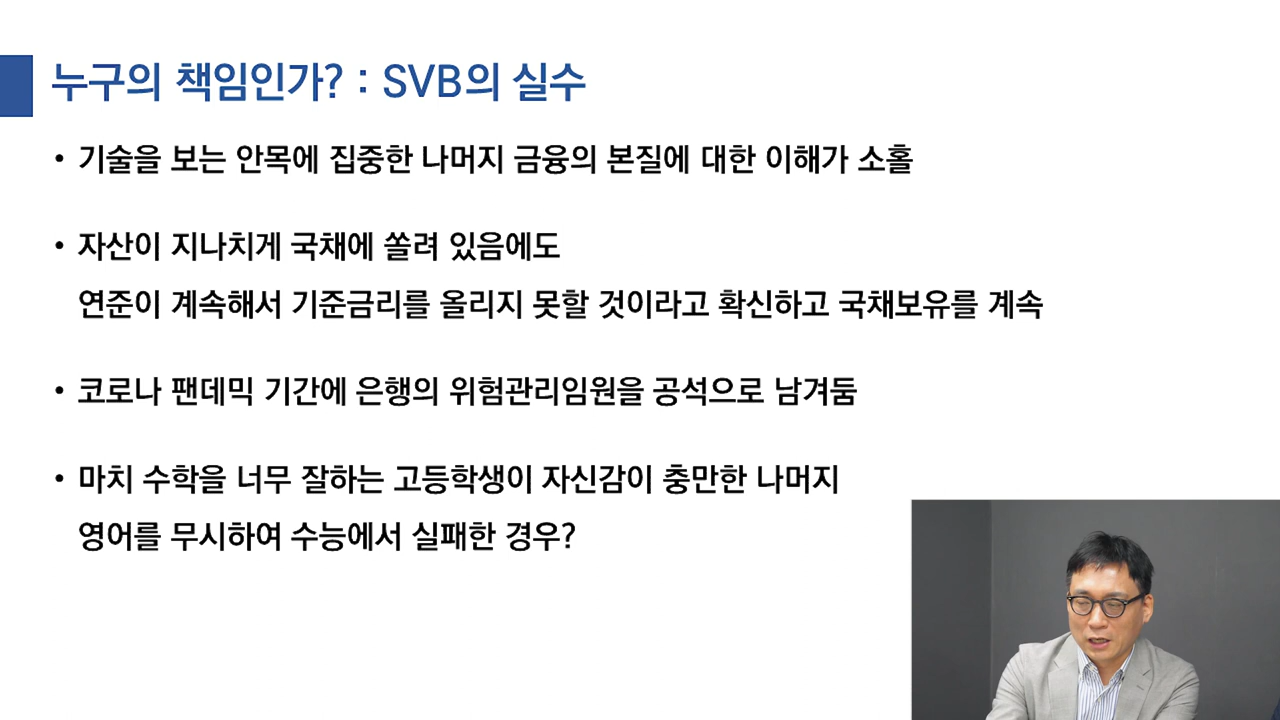 누구의 책임인가? : SVB의 실수
• 기술을 보는 안목에 집중한 나머지 금융의 본질에 대한 이해가 소홀
• 자산이 지나치게 국채에 쏠려 있음에도
연준이 계속해서 기준금리를 올리지 못할 것이라고 확신하고 국채보유를 계속
• 코로나 팬데믹 기간에 은행의 위험관리임원을 공석으로 남겨둠
• 마치 수학을 너무 잘하는 고등학생이 자신감이 충만한 나머지
영어를 무시하여 수능에서 실패한 경우?